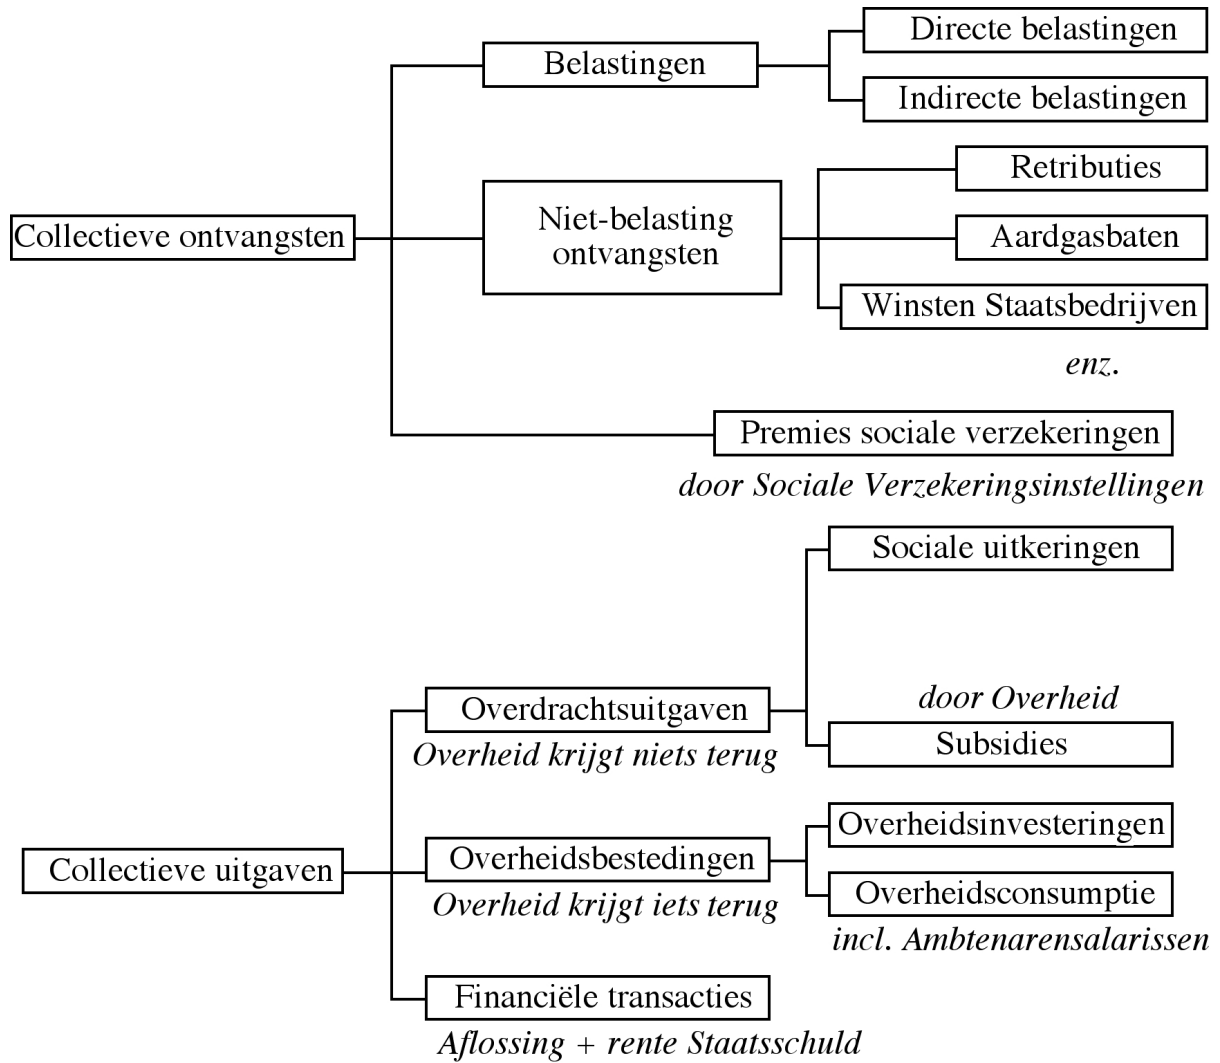 Directe belastingen
Belastingen
Indirecte belastingen
Retributies
Niet-belasting
ontvangsten
Collectieve ontvangsten
Aardgasbaten
Winsten Staatsbedrijven
enz.
Premies sociale verzekeringen
door Sociale Verzekeringsinstellingen
Sociale uitkeringen
door Overheid
Overdrachtsuitgaven
Subsidies
Overheid krijgt niets terug
Overheidsinvesteringen
Overheidsbestedingen
Collectieve uitgaven
Overheidsconsumptie
Overheid krijgt iets terug
incl. Ambtenarensalarissen
Financiële transacties
Aflossing + rente Staatsschuld